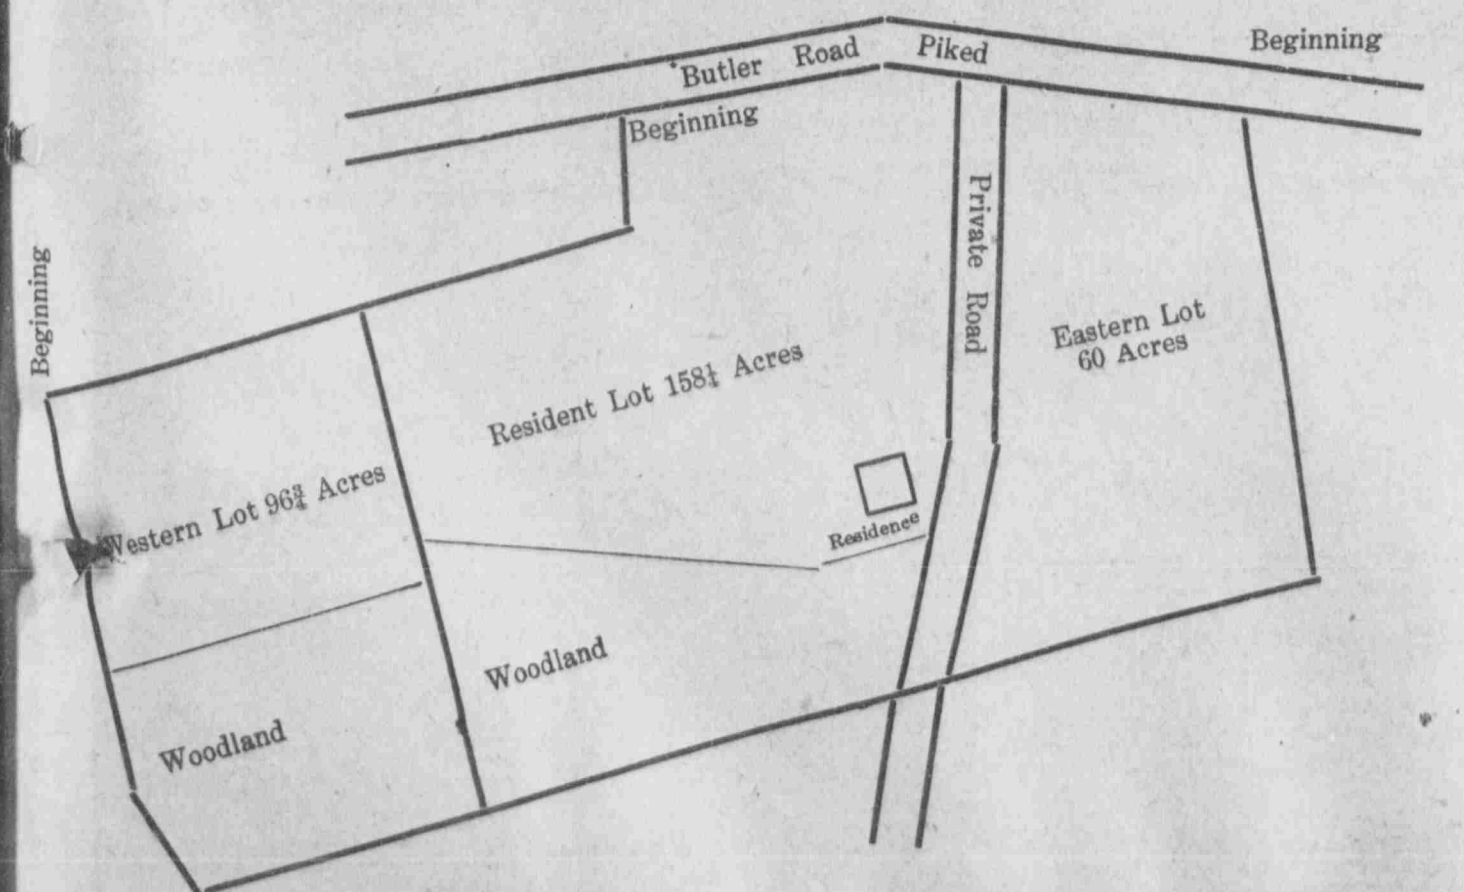 Butler Road Piked
Beginning
Beginning
Beginning
Private Road
Eastern Lot
60 Acres
Resident Lot 158¼ Acres
Western Lot 96¾ Acres
Residence
Woodland
Woodland